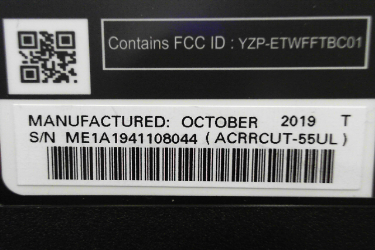 Contains FCC ID : YZP-ETWFFTBC01
MANUFACTURED: OCTOBER 2019 T
S/N ME1A1941108044 ( ACRRCUT-55UL )